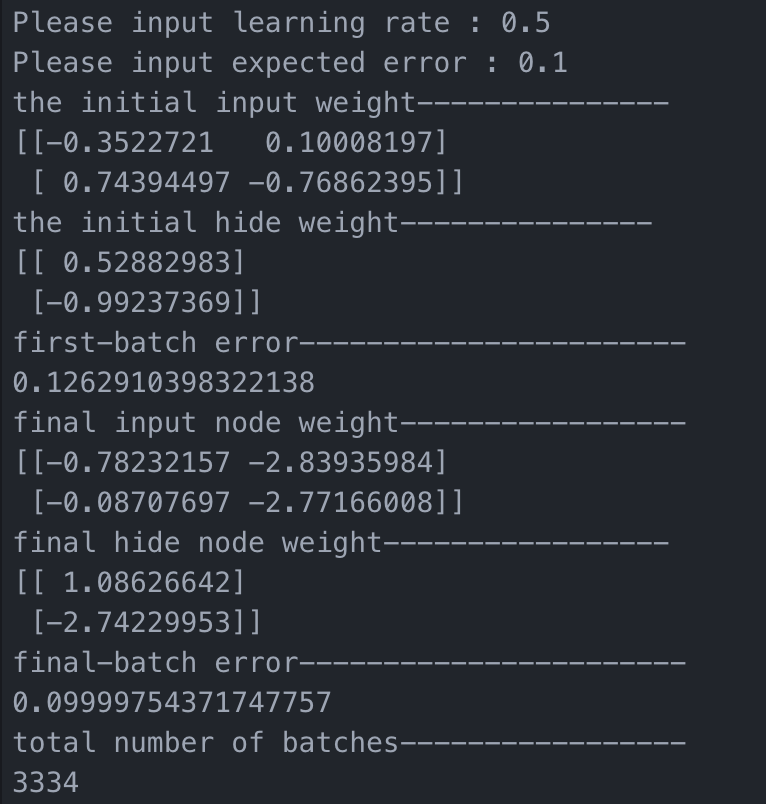 Please input learning rate : 0.5
Please input expected error : 0.1
the initial input weight---------------
[[-0.3522721   0.10008197]
 [ 0.74394497 -0.76862395]]
the initial hide weight---------------
[[ 0.52882983]
 [-0.99237369]]
first-batch error-----------------------
0.1262910398322138
final input node weight-----------------
[[-0.78232157 -2.83935984]
 [-0.08707697 -2.77166008]]
final hide node weight-----------------
[[ 1.08626642]
 [-2.74229953]]
final-batch error-----------------------
0.09999754371747757
total number of batches-----------------
3334